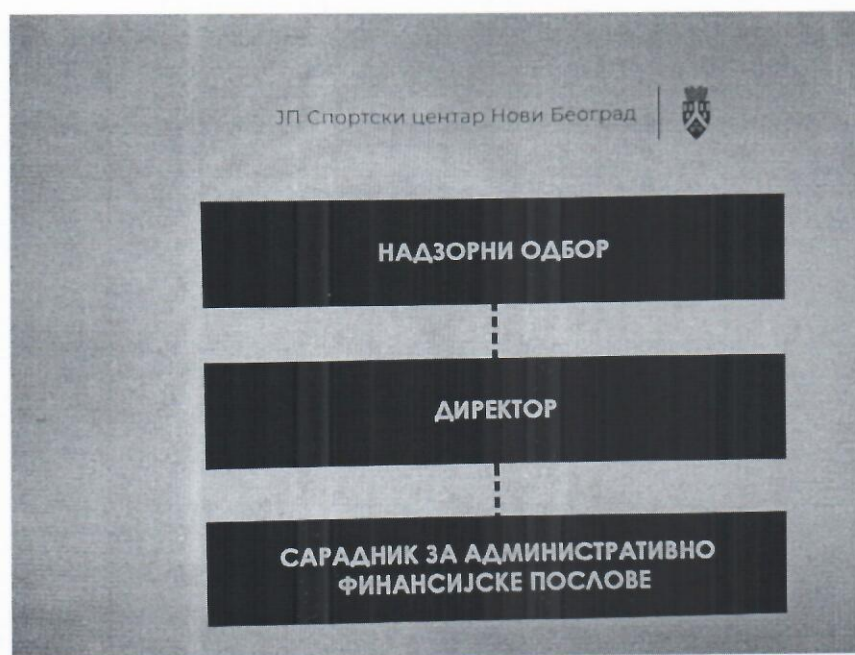 ЈП Спортски центар Нови Београд
НАДЗОРНИ ОДБОР
ДИРЕКТОР
САРАДНИК ЗА АДМИНИСТРАТИВНО
ФИНАНСИЈСКЕ ПОСЛОВЕ